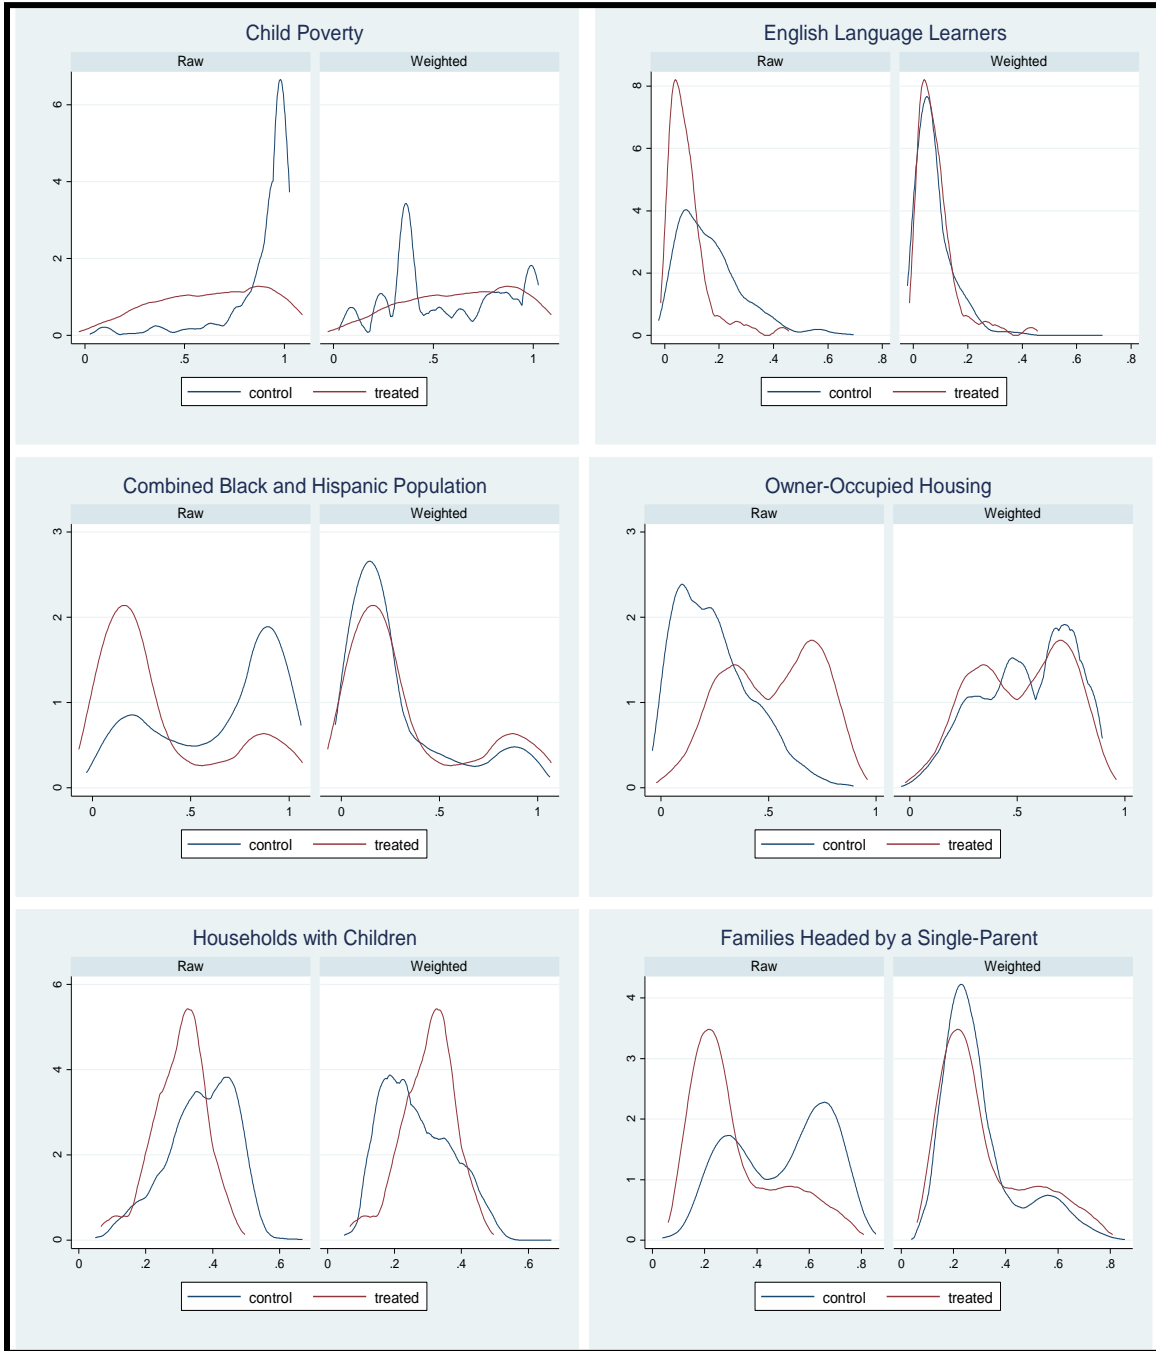 Child Poverty
Raw Weighted
6
4
2
0
0 .5 1 0 .5 1
control treated
English Language Learners
Raw Weighted
8
6
4
2
0
0 .2 .4 .6 .8 0 .2 .4 .6 .8
control treated
Combined Black and Hispanic Population
Raw Weighted
3
2
1
0
0 .5 1 0 .5 1
control treated
Owner-Occupied Housing
Raw Weighted
3
2
1
0
0 .5 1 0 .5 1
control treated
Households with Children
Raw Weighted
6
4
2
0
0 .2 .4 .6 0 .2 .4 .6
control treated
Families Headed by a Single-Parent
Raw Weighted
4
3
2
1
0
0 .2 .4 .6 .8 0 .2 .4 .6 .8
control treated